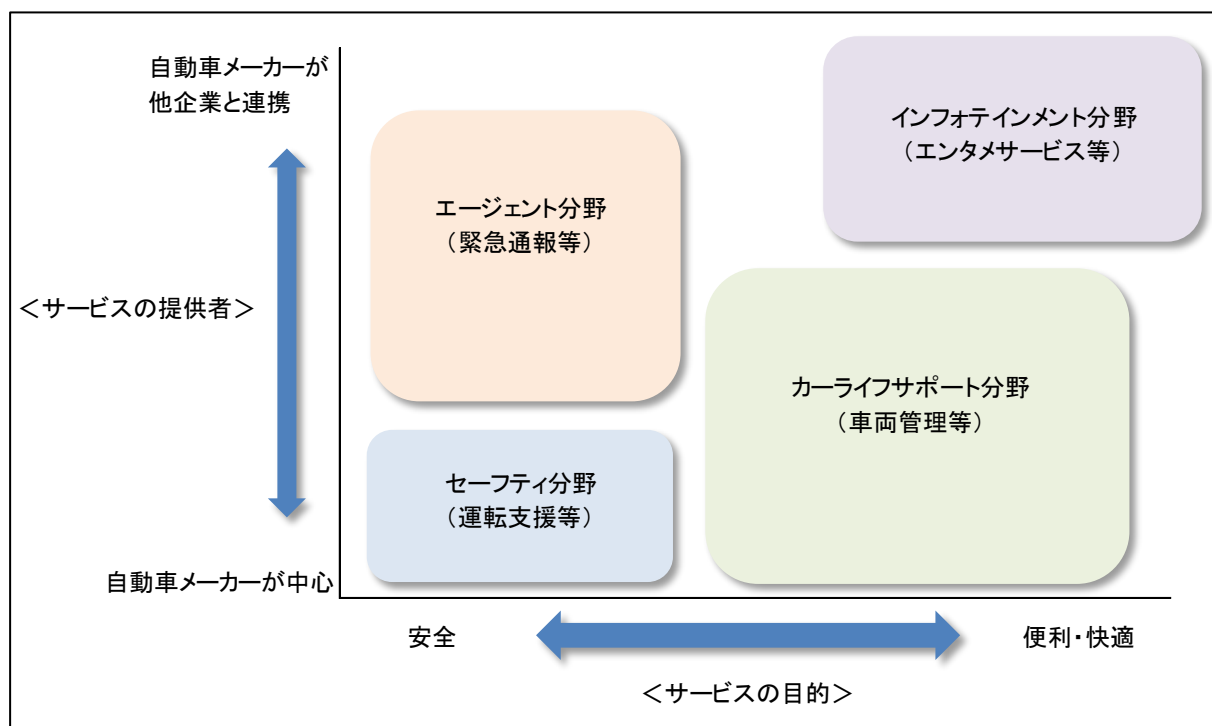 自動車メーカーが
他企業と連携
インフォテインメント分野
（エンタメサービス等）
エージェント分野
（緊急通報等）
＜サービスの提供者＞
カーライフサポート分野
（車両管理等）
セーフティ分野
（運転支援等）
自動車メーカーが中心
安全
便利・快適
＜サービスの目的＞